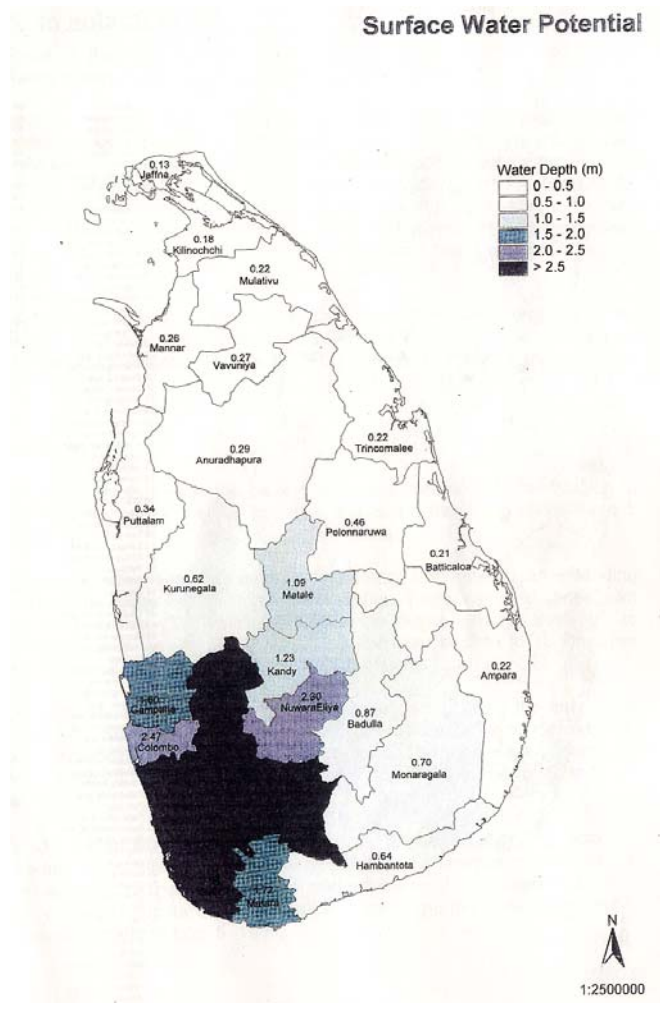 Surface Water Potential
Water Depth (m)
0 - 0.5
0.5 - 1.0
1.0 - 1.5
1.5 - 2.0
2.0 - 2.5
> 2.5
0.13
Jaffna
0.18
Kilinochchi
0.22
Mulativu
0.26
Mannar
0.27
Vavuniya
0.29
Anuradhapura
0.22
Trincomalee
0.34
Puttalam
0.46
Polonnaruwa
0.21
Batticaloa
0.62
Kurunegala
1.09
Matale
1.23
Kandy
0.22
Ampara
Gampaha
2.30
NuwaraEliya
0.87
Badulla
2.47
Colombo
0.70
Monaragala
0.64
Hambantota
Matara
N
1:2500000